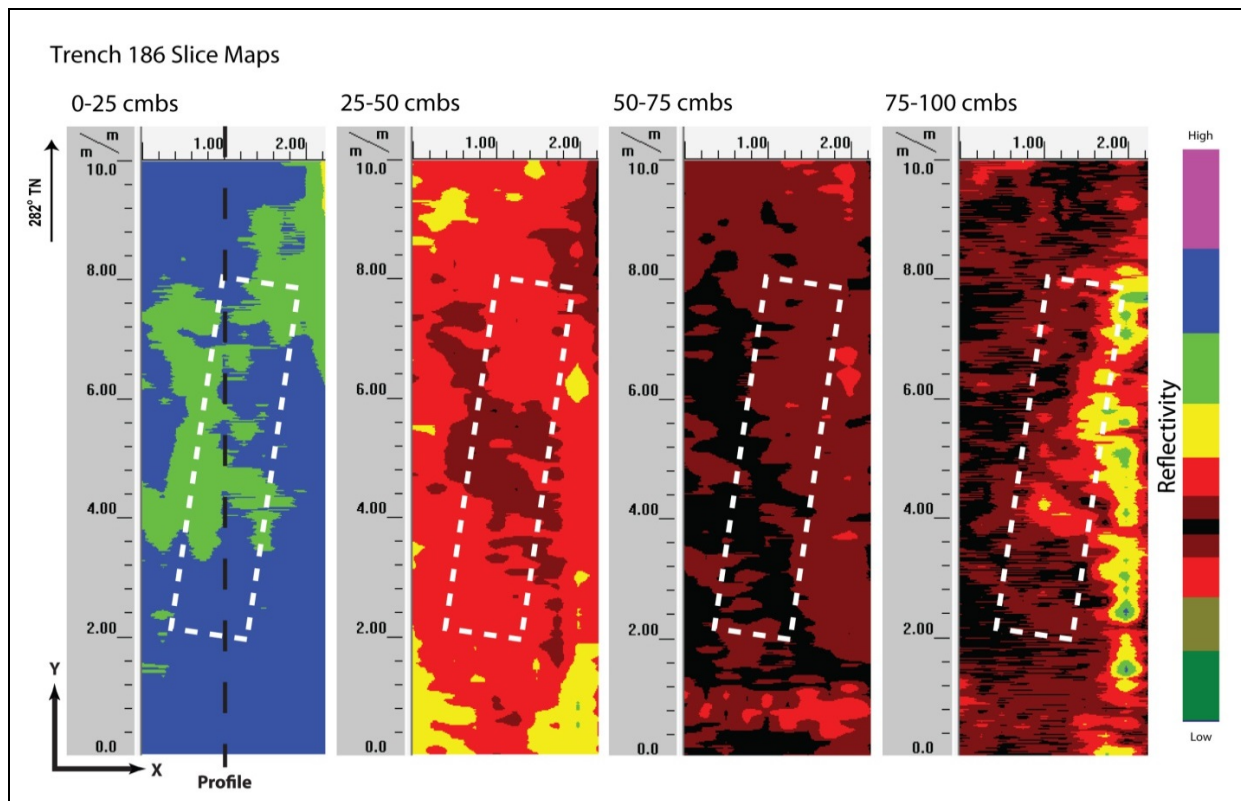 Trench 186 Slice Maps
0-25 cmbs
25-50 cmbs
50-75 cmbs
75-100 cmbs
m 1.00 2.00
m
m 1.00 2.00
m
m 1.00 2.00
m
m 1.00 2.00
m
High
282° TN
10.0 10.0 10.0 10.0
8.00 8.00 8.00 8.00
6.00 6.00 6.00 6.00
Reflectivity
4.00 4.00 4.00 4.00
2.00 2.00 2.00 2.00
Y
0.0 0.0 0.0 0.0
Low
X
Profile